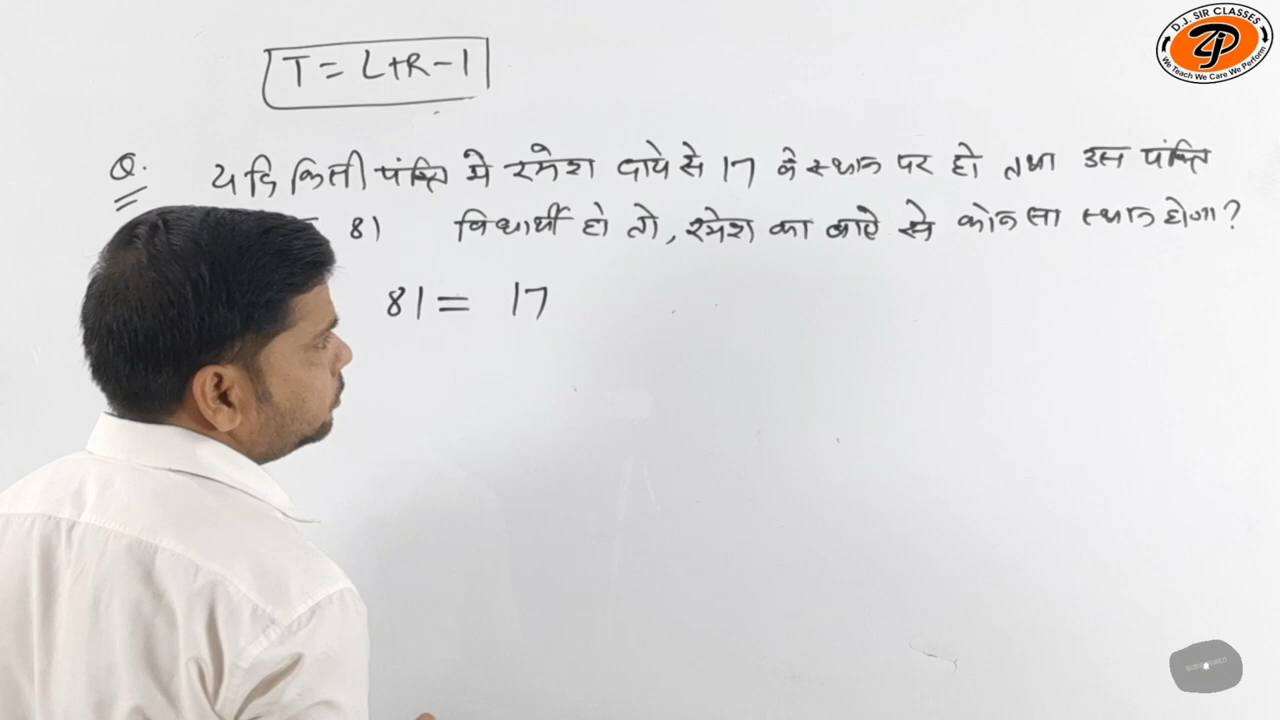 D.J. SIR CLASSES
We Teach We Care We Perform
T = L+R-1
Q. यदि किसी पंक्ति मे रमेश दाये से 17 वे स्थान पर हो तथा उस पंक्ति
81 विद्यार्थी हो तो, रमेश का बाऐ से कोन सा स्थान होगा?
81 = 17
SUBSCRIBED